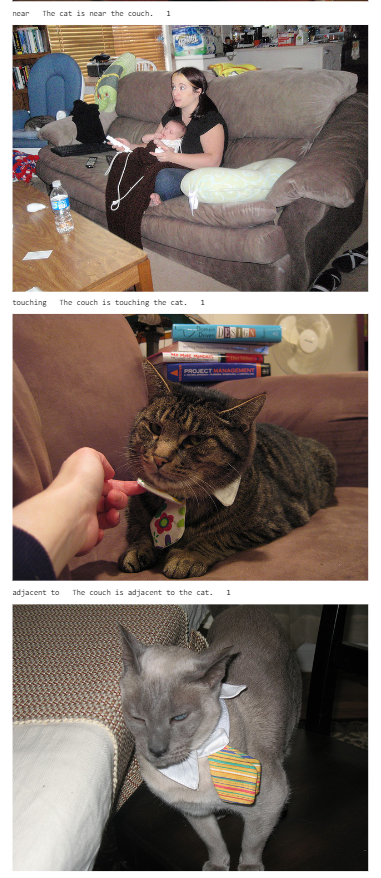 near The cat is near the couch. 1
touching The couch is touching the cat. 1
DESIGN
PROJECT MANAGEMENT
adjacent to The couch is adjacent to the cat. 1